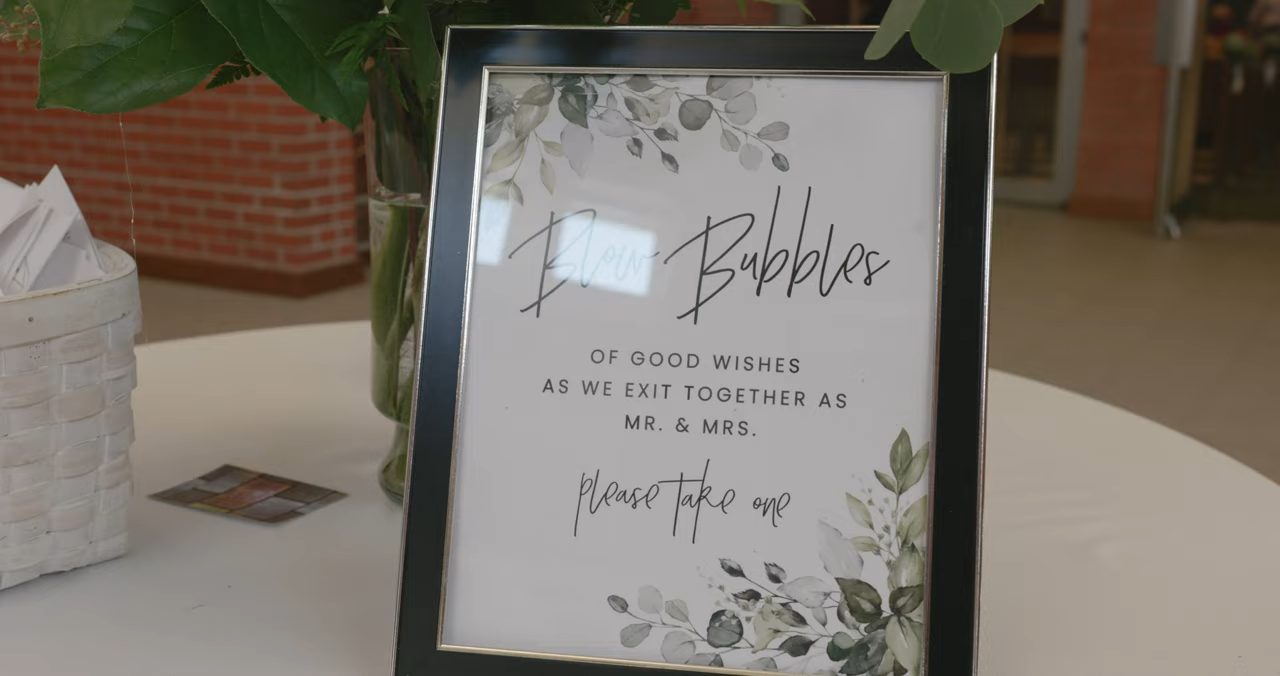 Blow Bubbles
OF GOOD WISHES
AS WE EXIT TOGETHER AS
MR. & MRS.
please take one